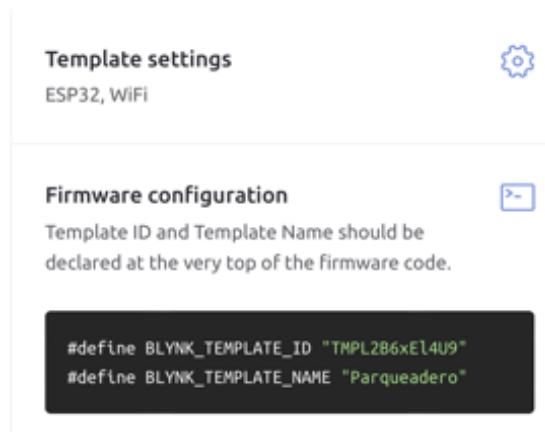 Template settings
ESP32, WiFi
Firmware configuration
Template ID and Template Name should be
declared at the very top of the firmware code.
#define BLYNK_TEMPLATE_ID "TMPL2B6xEl4U9"
#define BLYNK_TEMPLATE_NAME "Parqueadero"